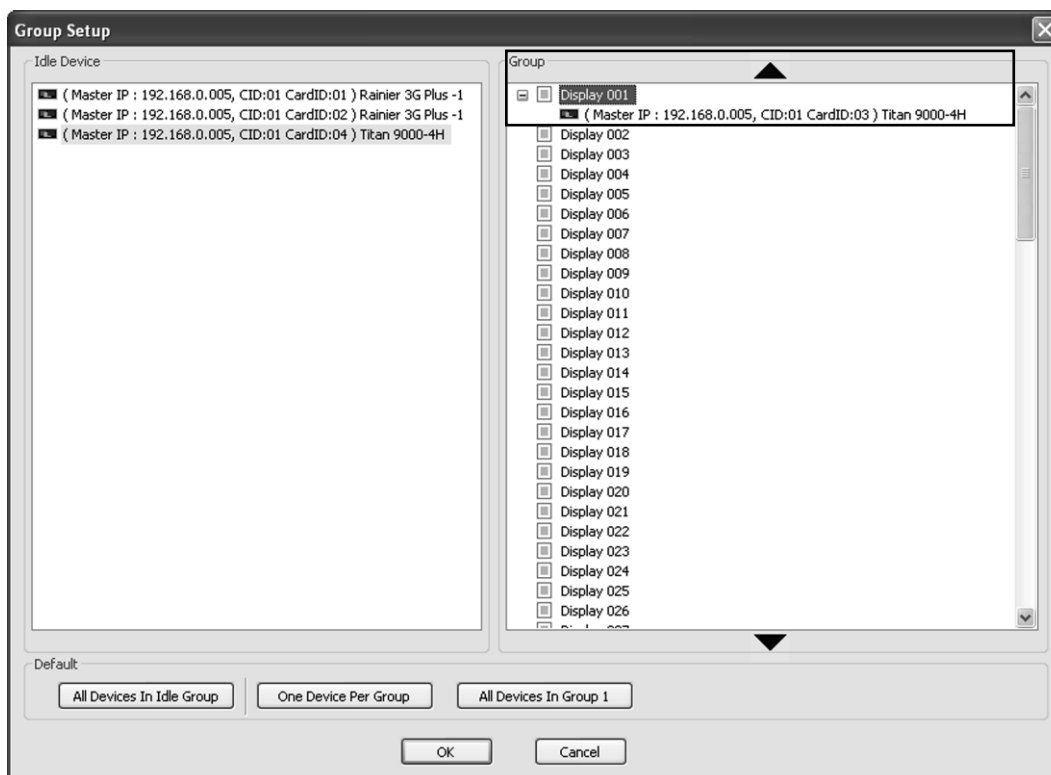 Group Setup
Idle Device
( Master IP : 192.168.0.005, CID:01 CardID:01 ) Rainier 3G Plus -1
( Master IP : 192.168.0.005, CID:01 CardID:02 ) Rainier 3G Plus -1
( Master IP : 192.168.0.005, CID:01 CardID:04 ) Titan 9000-4H
Group
Display 001
( Master IP : 192.168.0.005, CID:01 CardID:03 ) Titan 9000-4H
Display 002
Display 003
Display 004
Display 005
Display 006
Display 007
Display 008
Display 009
Display 010
Display 011
Display 012
Display 013
Display 014
Display 015
Display 016
Display 017
Display 018
Display 019
Display 020
Display 021
Display 022
Display 023
Display 024
Display 025
Display 026
Default
All Devices In Idle Group
One Device Per Group
All Devices In Group 1
OK
Cancel